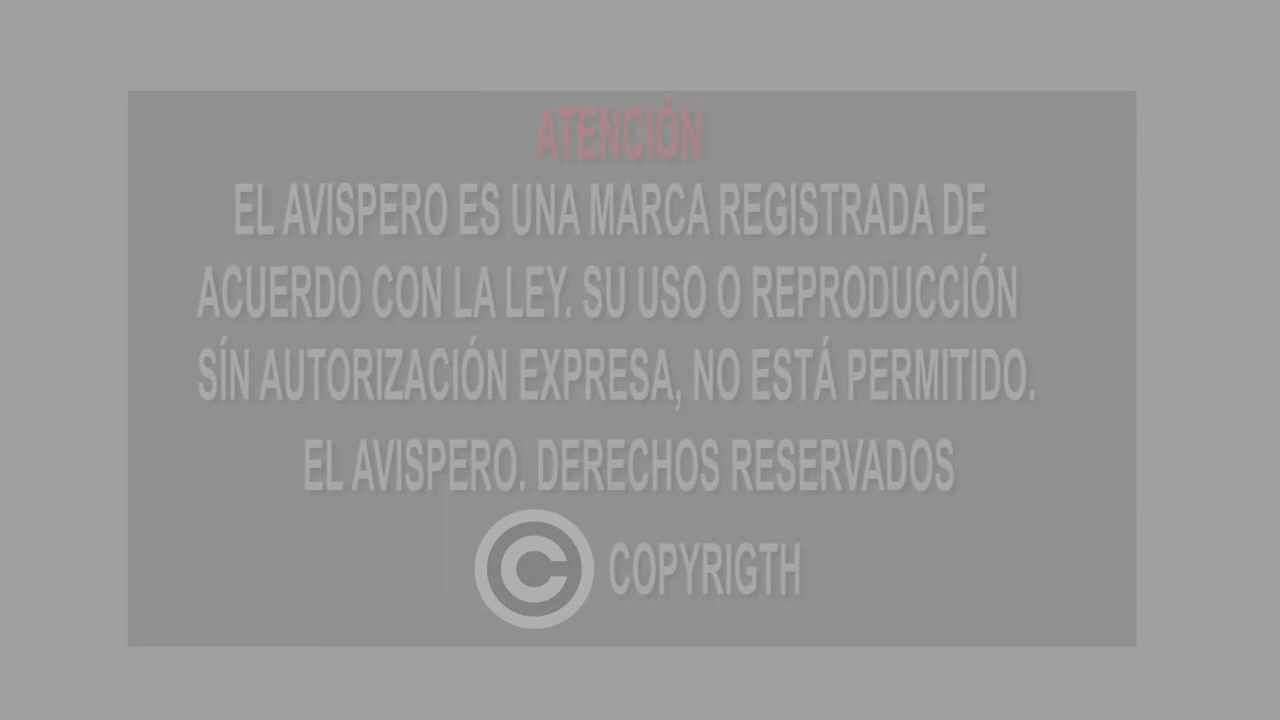 ATENCIÓN
EL AVISPERO ES UNA MARCA REGISTRADA DE
ACUERDO CON LA LEY. SU USO O REPRODUCCIÓN
SÍN AUTORIZACIÓN EXPRESA, NO ESTÁ PERMITIDO.
EL AVISPERO. DERECHOS RESERVADOS
© COPYRIGTH